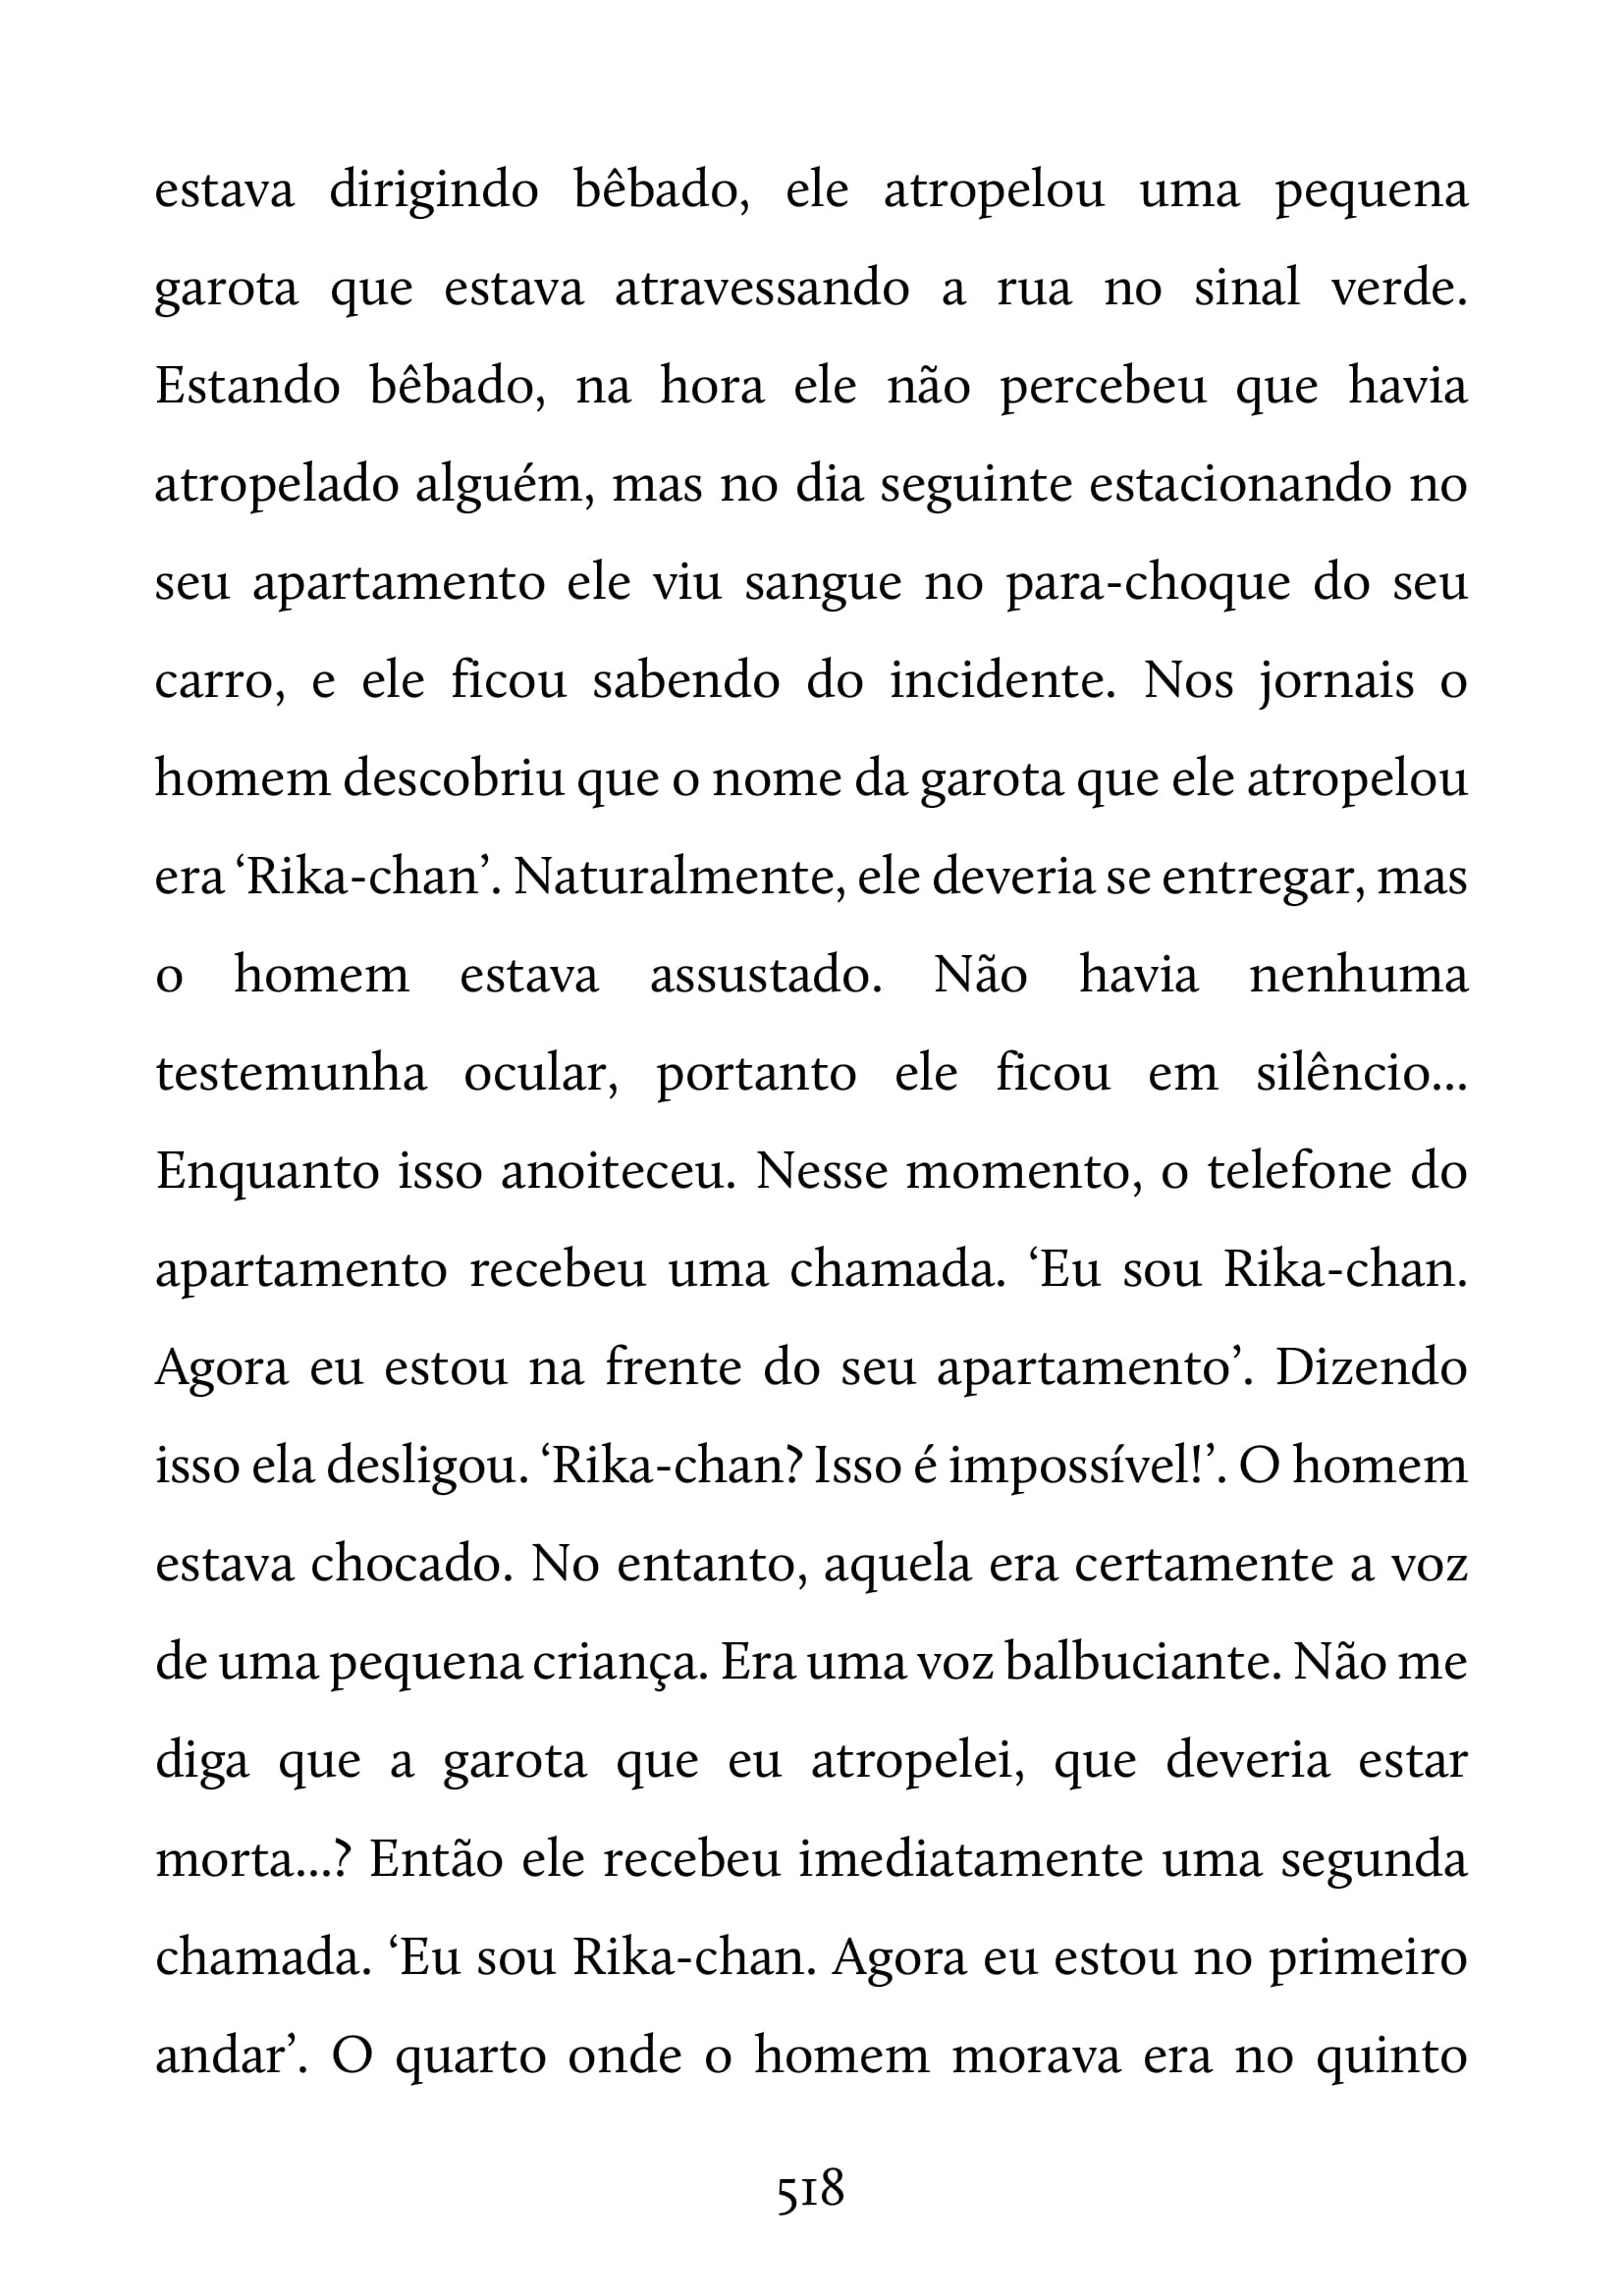 estava dirigindo bêbado, ele atropelou uma pequena
garota que estava atravessando a rua no sinal verde.
Estando bêbado, na hora ele não percebeu que havia
atropelado alguém, mas no dia seguinte estacionando no
seu apartamento ele viu sangue no para-choque do seu
carro, e ele ficou sabendo do incidente. Nos jornais o
homem descobriu que o nome da garota que ele atropelou
era ‘Rika-chan’. Naturalmente, ele deveria se entregar, mas
o homem estava assustado. Não havia nenhuma
testemunha ocular, portanto ele ficou em silêncio...
Enquanto isso anoiteceu. Nesse momento, o telefone do
apartamento recebeu uma chamada. ‘Eu sou Rika-chan.
Agora eu estou na frente do seu apartamento’. Dizendo
isso ela desligou. ‘Rika-chan? Isso é impossível!’. O homem
estava chocado. No entanto, aquela era certamente a voz
de uma pequena criança. Era uma voz balbuciante. Não me
diga que a garota que eu atropelei, que deveria estar
morta...? Então ele recebeu imediatamente uma segunda
chamada. ‘Eu sou Rika-chan. Agora eu estou no primeiro
andar’. O quarto onde o homem morava era no quinto
518